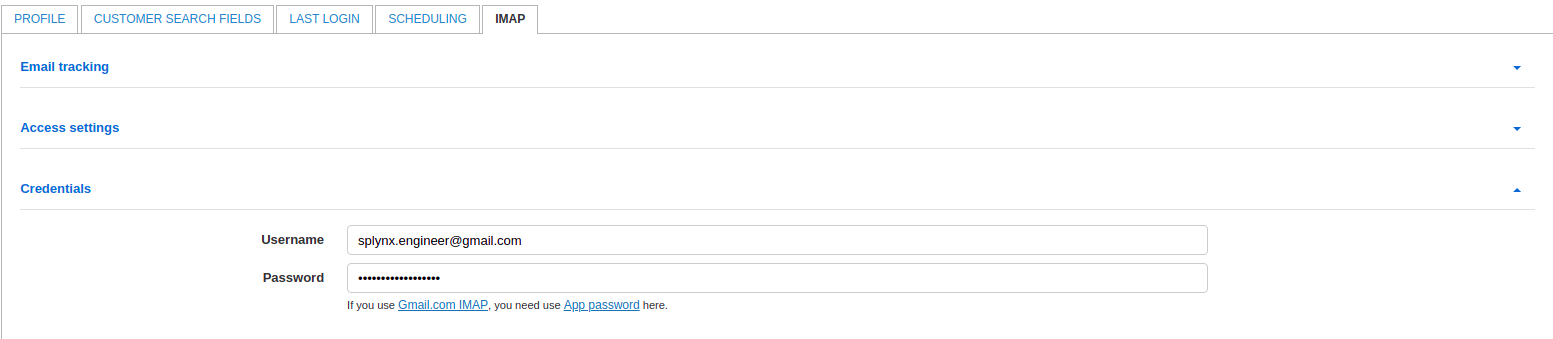 PROFILE CUSTOMER SEARCH FIELDS LAST LOGIN SCHEDULING IMAP
Email tracking
Access settings
Credentials
Username splynx.engineer@gmail.com
Password ••••••••••••••••••
If you use Gmail.com IMAP, you need use App password here.